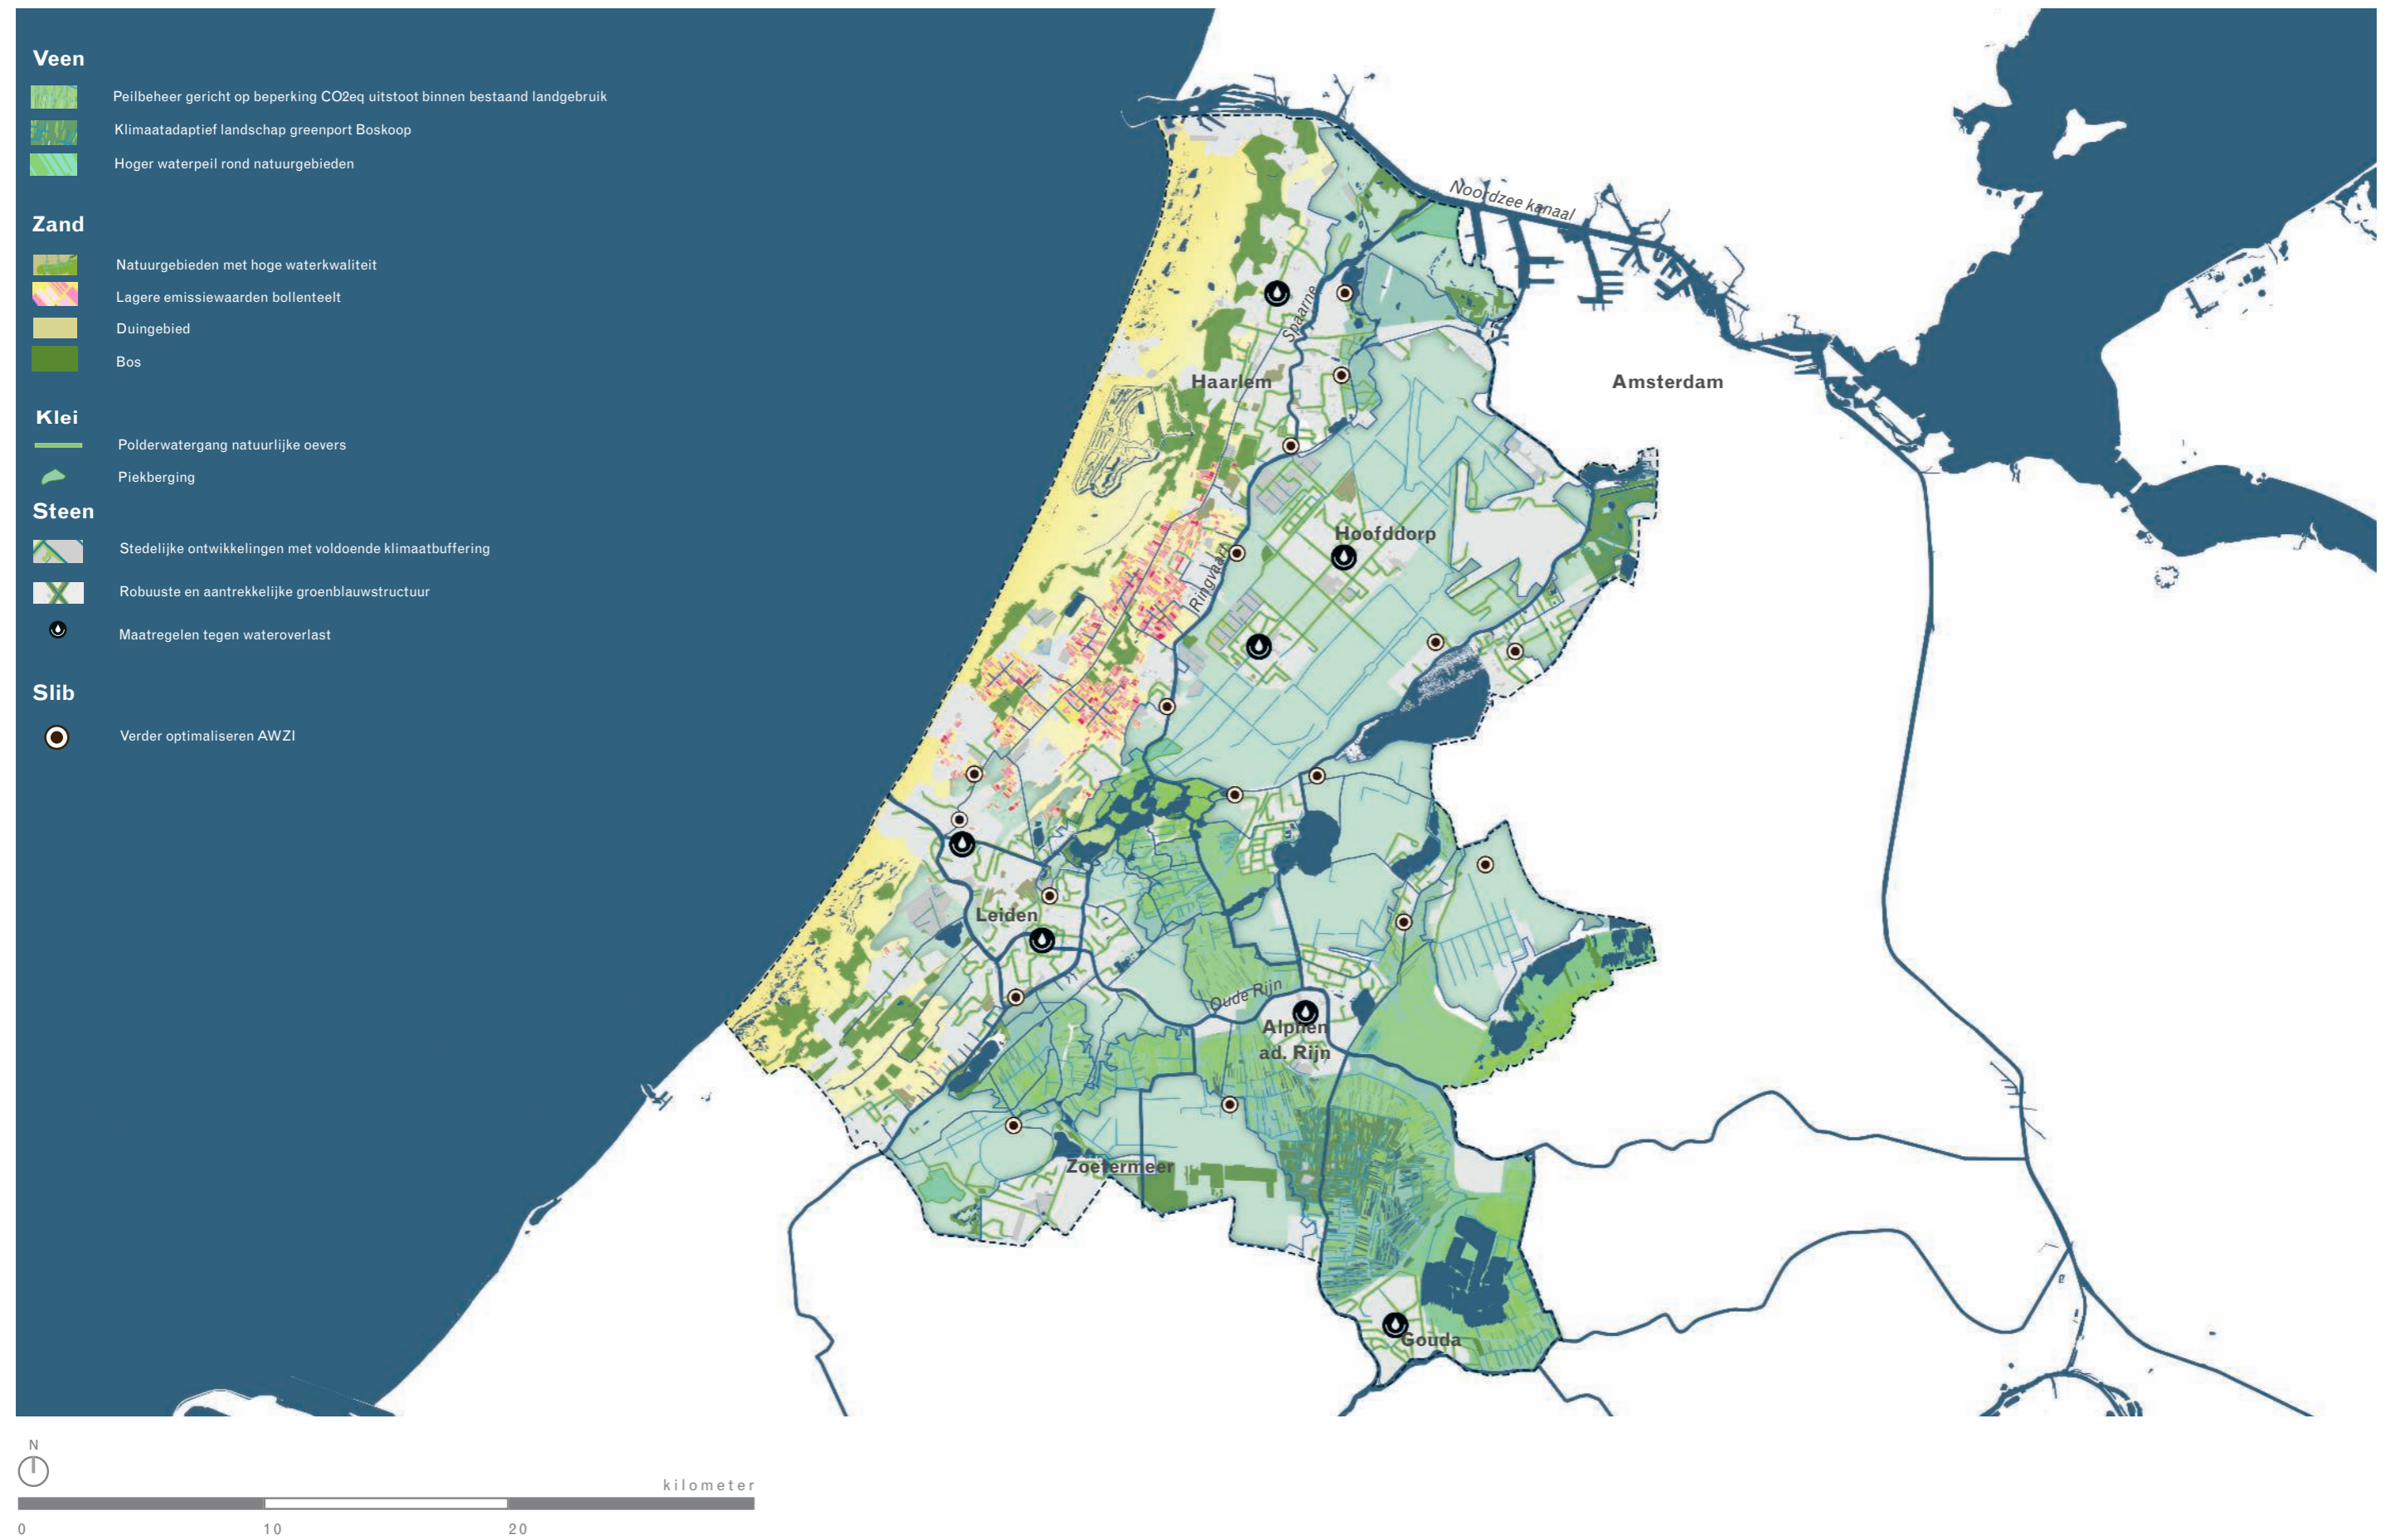 Veen
Peilbeheer gericht op beperking CO2eq uitstoot binnen bestaand landgebruik
Klimaatadaptief landschap greenport Boskoop
Hoger waterpeil rond natuurgebieden
Zand
Natuurgebieden met hoge waterkwaliteit
Lagere emissiewaarden bollenteelt
Duingebied
Bos
Klei
Polderwatergang natuurlijke oevers
Piekberging
Steen
Stedelijke ontwikkelingen met voldoende klimaatbuffering
Robuuste en aantrekkelijke groenblauwstructuur
Maatregelen tegen wateroverlast
Slib
Verder optimaliseren AWZI
Noordzee kanaal
Spaarne
Haarlem
Amsterdam
Hoofddorp
Ringvaart
Leiden
Oude Rijn
Alphen
ad. Rijn
Zoetermeer
Gouda
N
kilometer
0 10 20